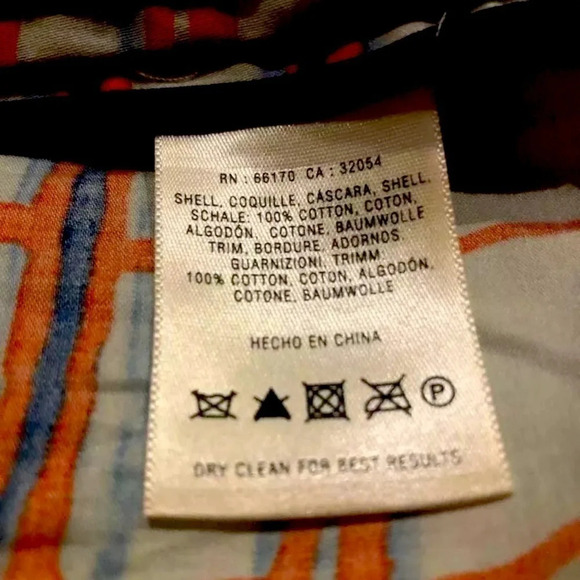 RN : 66170 CA : 32054
SHELL, COQUILLE, CÁSCARA, SHELL,
SCHALE: 100% COTTON, COTON,
ALGODÓN, COTONE, BAUMWOLLE
TRIM, BORDURE, ADORNOS,
GUARNIZIONI, TRIMM
100% COTTON, COTON, ALGODÓN,
COTONE, BAUMWOLLE
HECHO EN CHINA
P
DRY CLEAN FOR BEST RESULTS